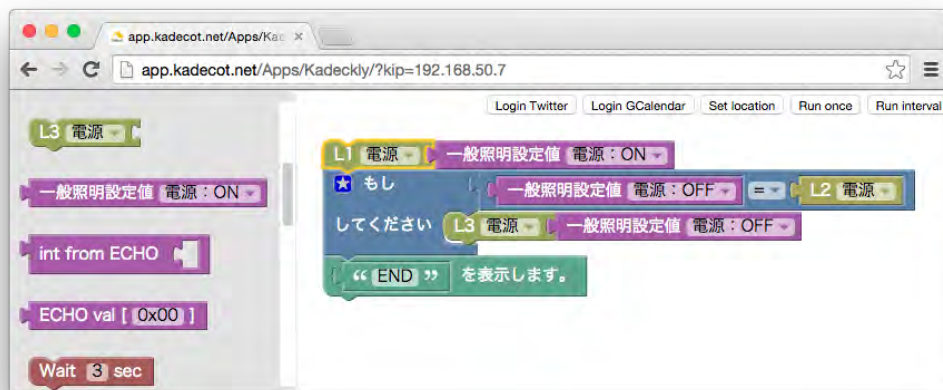 app.kadecot.net/Apps/Kad
app.kadecot.net/Apps/Kadeckly/?kip=192.168.50.7
Login Twitter Login GCalendar Set location Run once Run interval
L3 電源
一般照明設定値 電源：ON
int from ECHO
ECHO val [ 0x00 ]
Wait 3 sec
L1 電源 一般照明設定値 電源：ON
もし 一般照明設定値 電源：OFF = L2 電源
してください L3 電源 一般照明設定値 電源：OFF
“ END ” を表示します。